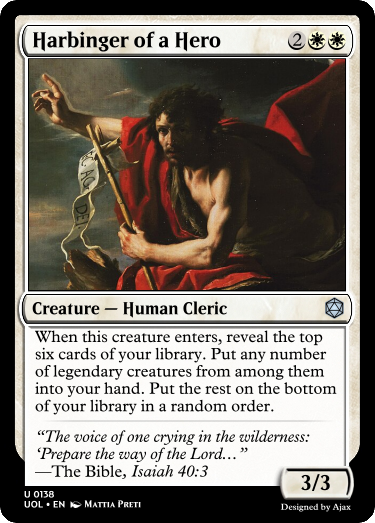 Harbinger of a Hero 2
Creature — Human Cleric
When this creature enters, reveal the top
six cards of your library. Put any number
of legendary creatures from among them
into your hand. Put the rest on the bottom
of your library in a random order.
“The voice of one crying in the wilderness:
‘Prepare the way of the Lord…”
—The Bible, Isaiah 40:3
3/3
U 0138
UOL • EN Mattia Preti
Designed by Ajax